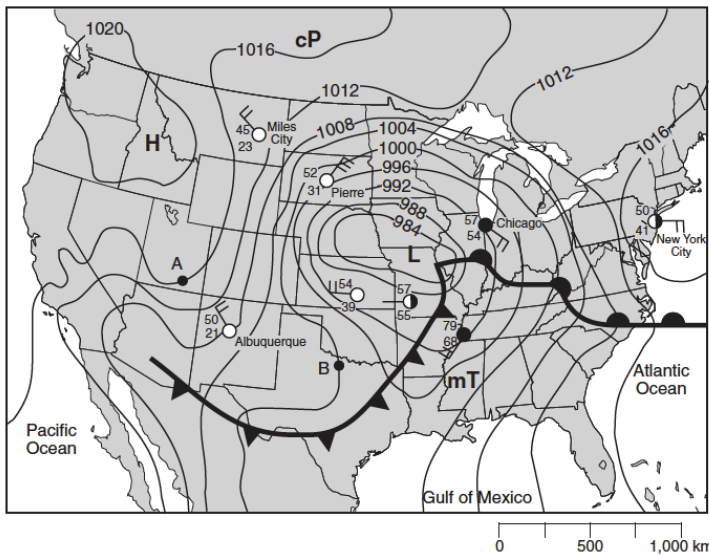 1020
cP
1016
1012
1012
1008
1004
1000
996
992
988
984
1016
H
45
23
Miles
City
52
31
Pierre
57
54
Chicago
50
41
New York
City
L
A
54
39
57
55
50
21
Albuquerque
79
68
B
mT
Atlantic
Ocean
Pacific
Ocean
Gulf of Mexico
0
500
1,000 km